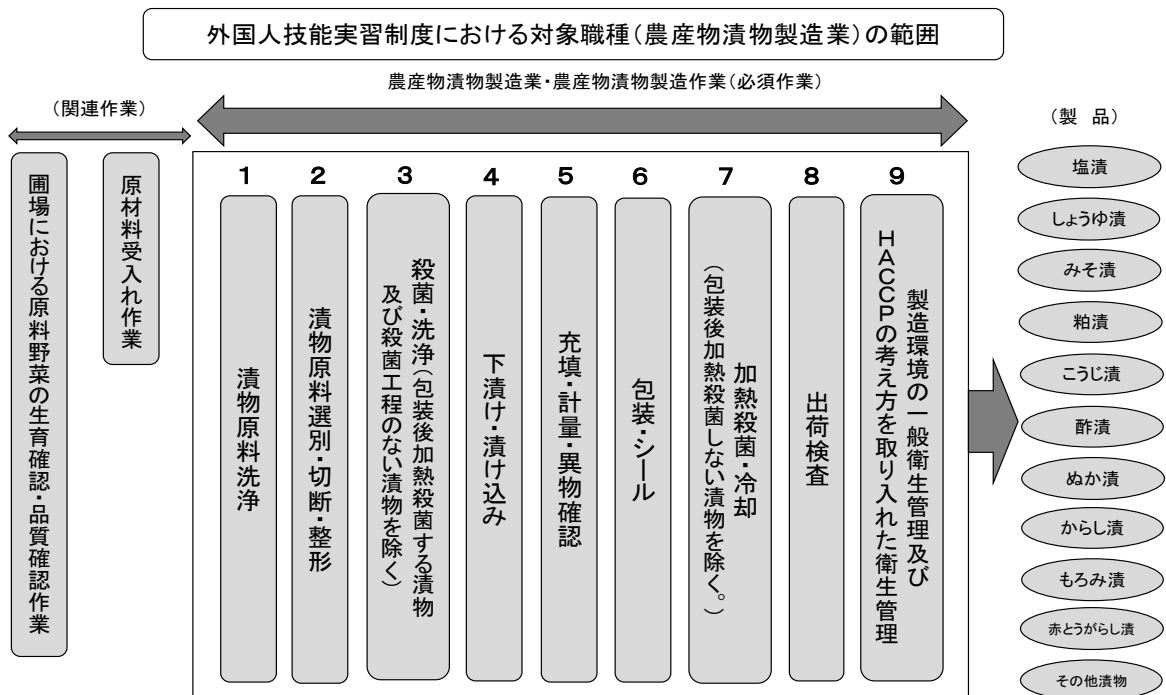 外国人技能実習制度における対象職種(農産物漬物製造業)の範囲
農産物漬物製造業・農産物漬物製造作業(必須作業)
(関連作業)
圃場における原料野菜の生育確認・品質確認作業
原材料受入れ作業
1
漬物原料洗浄
2
漬物原料選別・切断・整形
3
殺菌・洗浄(包装後加熱殺菌する漬物
及び殺菌工程のない漬物を除く)
4
下漬け・漬け込み
5
充填・計量・異物確認
6
包装・シール
7
加熱殺菌・冷却
(包装後加熱殺菌しない漬物を除く。)
8
出荷検査
9
製造環境の一般衛生管理及び
HACCPの考え方を取り入れた衛生管理
(製 品)
塩漬
しょうゆ漬
みそ漬
粕漬
こうじ漬
酢漬
ぬか漬
からし漬
もろみ漬
赤とうがらし漬
その他漬物